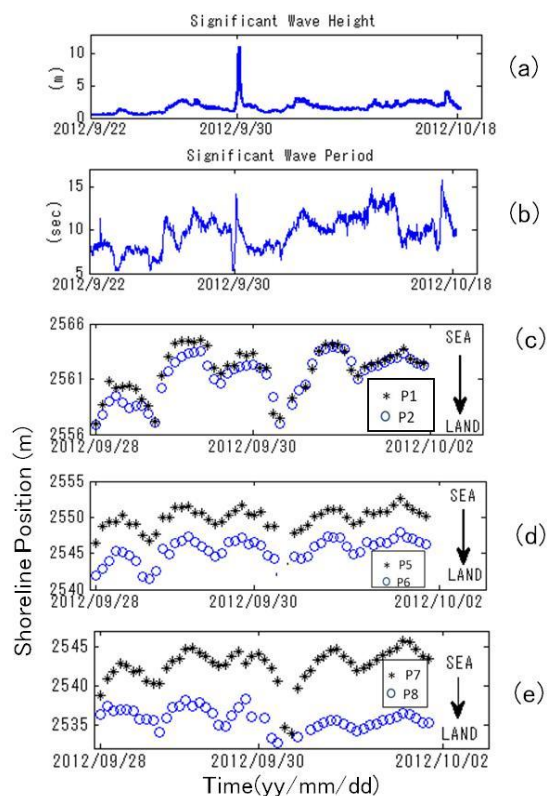 Significant Wave Height
(m)
10
5
0
2012/9/22 2012/9/30 2012/10/18
(a)
Significant Wave Period
(sec)
15
10
5
2012/9/22 2012/9/30 2012/10/18
(b)
Shoreline Position (m)
2566
2561
2556
2012/09/28 2012/09/30 2012/10/02
SEA
LAND
P1
P2
(c)
2555
2550
2545
2540
2012/09/28 2012/09/30 2012/10/02
SEA
LAND
P5
P6
(d)
2545
2540
2535
2012/09/28 2012/09/30 2012/10/02
SEA
LAND
P7
P8
(e)
Time(yy/mm/dd)